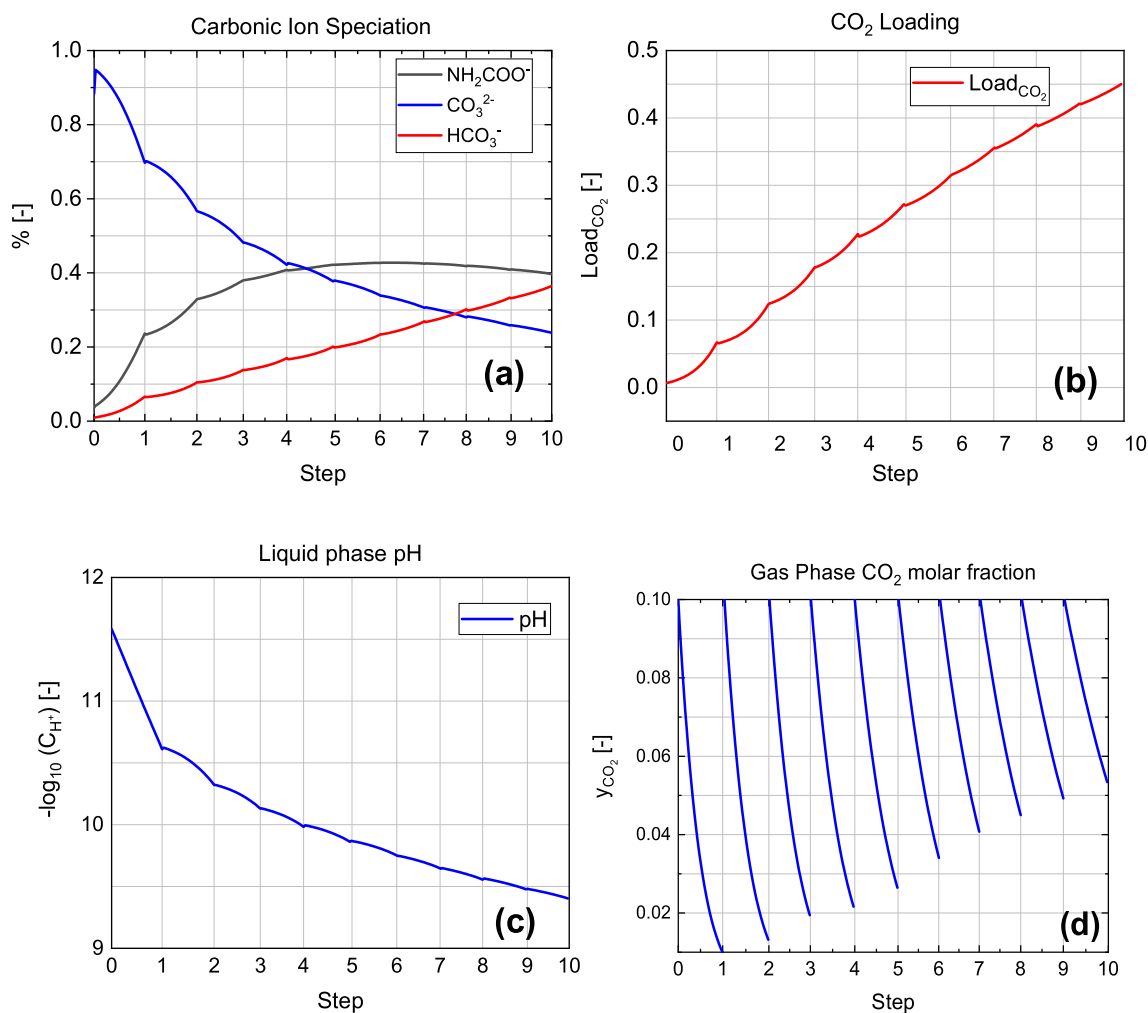 Carbonic Ion Speciation
1.0
0.8
0.6
0.4
0.2
0.0
% [-]
NH₂COO⁻
CO₃²⁻
HCO₃⁻
(a)
0 1 2 3 4 5 6 7 8 9 10
Step
CO₂ Loading
0.5
0.4
0.3
0.2
0.1
0.0
Load_CO₂ [-]
Load_CO₂
(b)
0 1 2 3 4 5 6 7 8 9 10
Step
Liquid phase pH
12
11
10
9
-log₁₀ (C_H⁺) [-]
pH
(c)
0 1 2 3 4 5 6 7 8 9 10
Step
Gas Phase CO₂ molar fraction
0.10
0.08
0.06
0.04
0.02
y_CO₂ [-]
(d)
0 1 2 3 4 5 6 7 8 9 10
Step